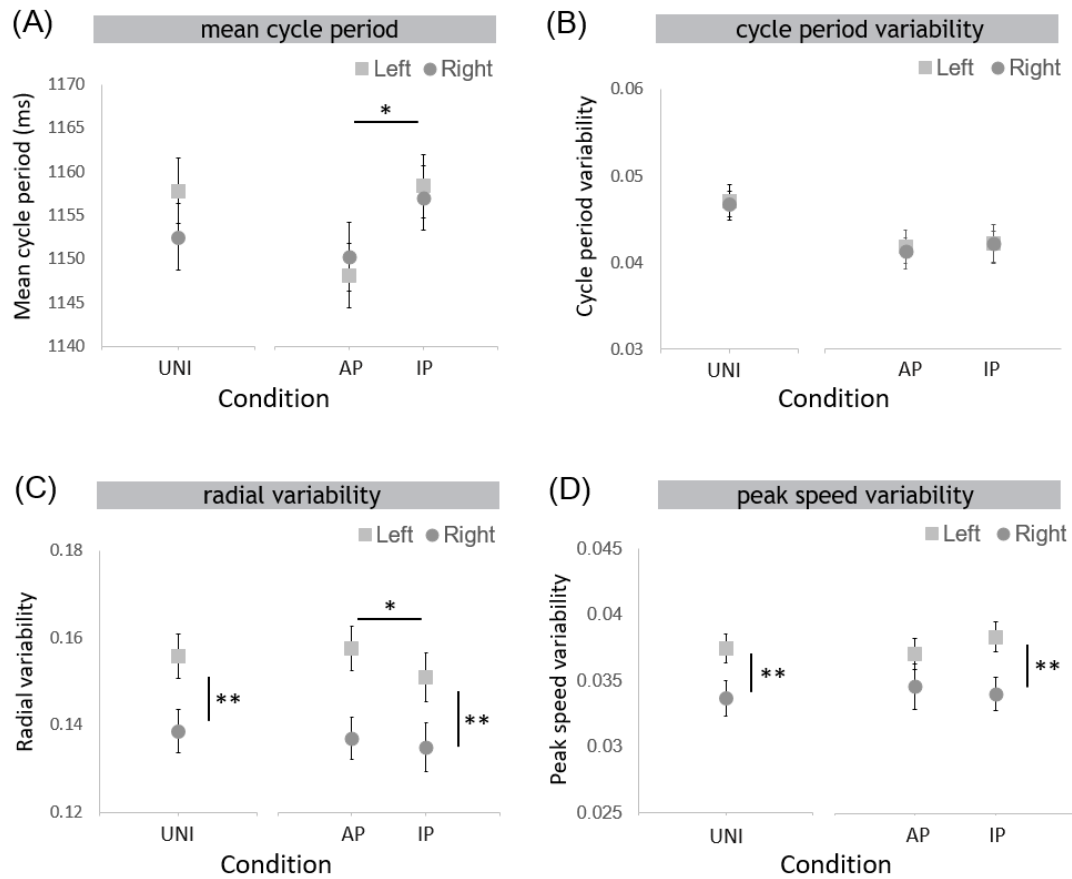 (A)
mean cycle period
Left Right
Mean cycle period (ms)
1170
1165
1160
1155
1150
1145
1140
*
UNI
AP
IP
Condition
(B)
cycle period variability
Left Right
Cycle period variability
0.06
0.05
0.04
0.03
UNI
AP
IP
Condition
(C)
radial variability
Left Right
Radial variability
0.18
0.16
0.14
0.12
**
*
**
UNI
AP
IP
Condition
(D)
peak speed variability
Left Right
Peak speed variability
0.045
0.04
0.035
0.03
0.025
**
**
UNI
AP
IP
Condition